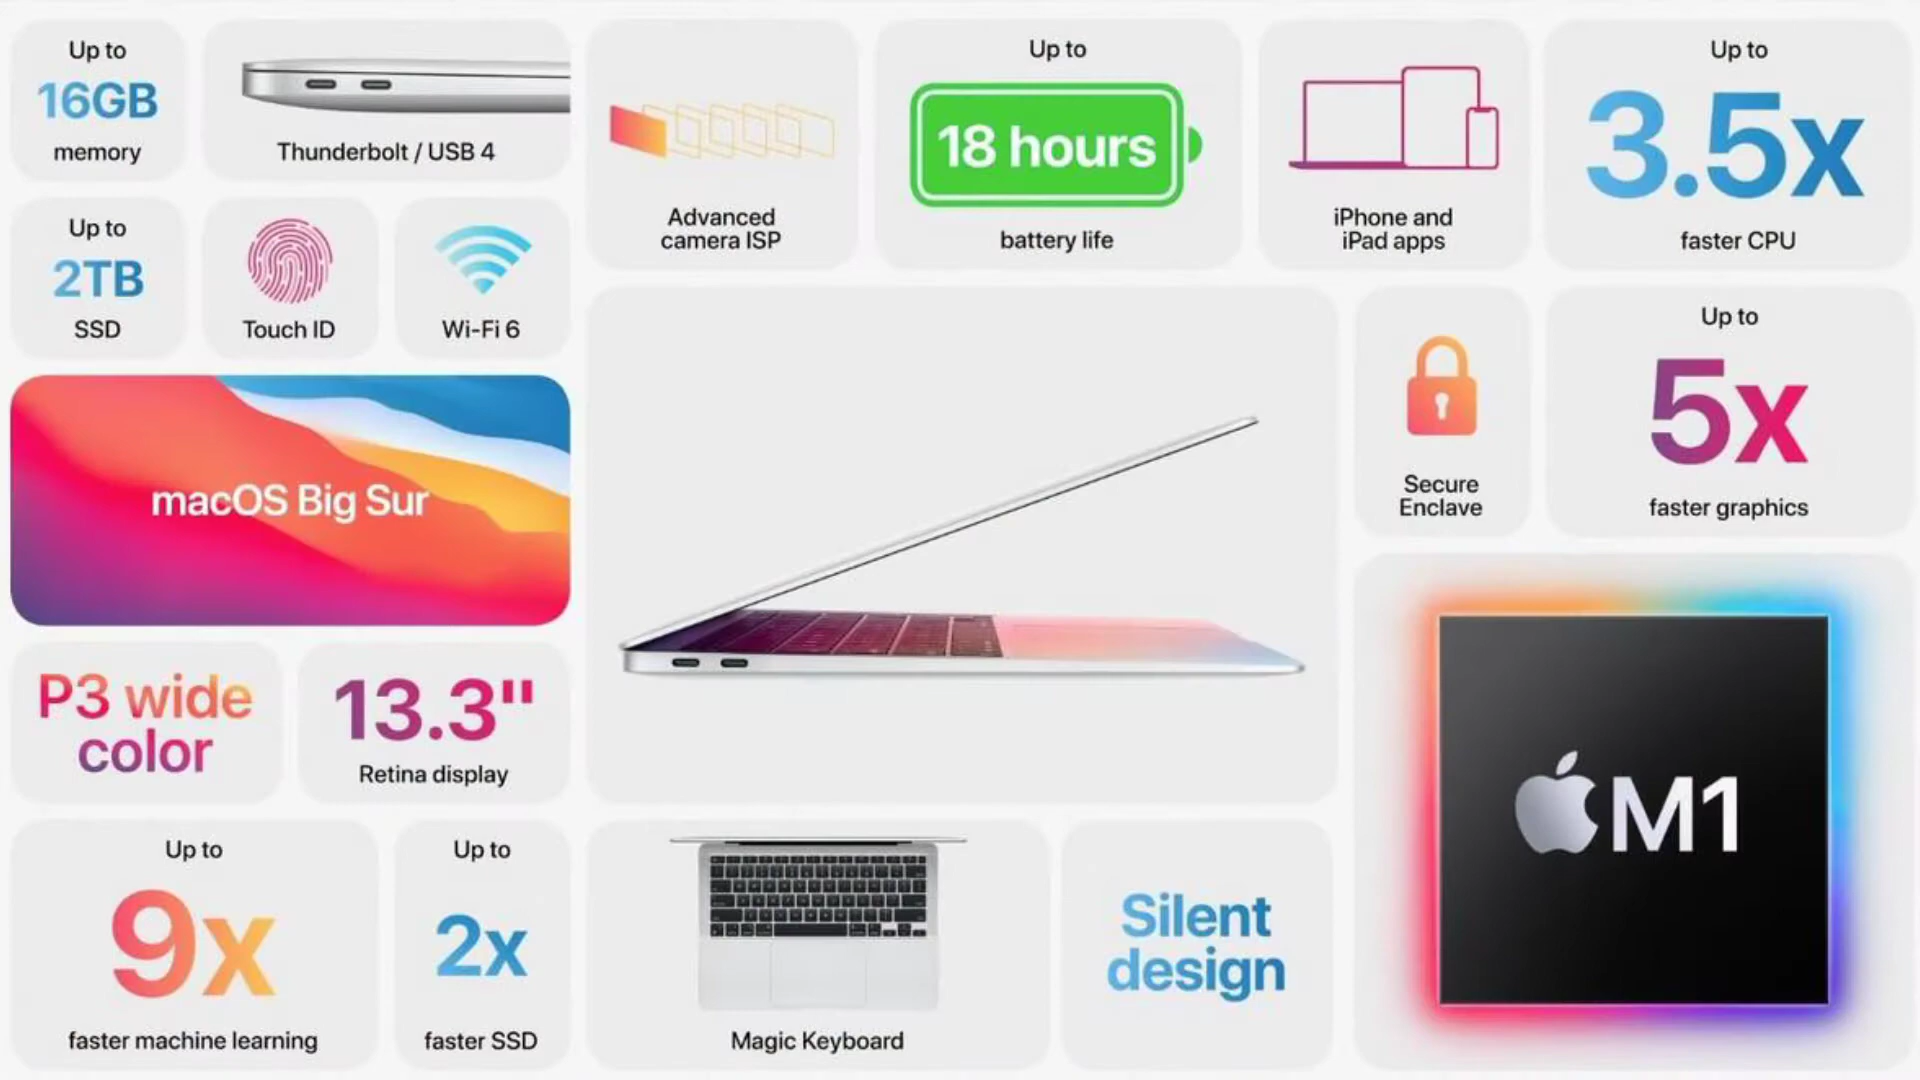 Up to
16GB
memory
Thunderbolt / USB 4
Advanced
camera ISP
Up to
18 hours
battery life
iPhone and
iPad apps
Up to
3.5x
faster CPU
Up to
2TB
SSD
Touch ID
Wi-Fi 6
macOS Big Sur
Secure
Enclave
Up to
5x
faster graphics
P3 wide
color
13.3"
Retina display
M1
Up to
9x
faster machine learning
Up to
2x
faster SSD
Magic Keyboard
Silent
design